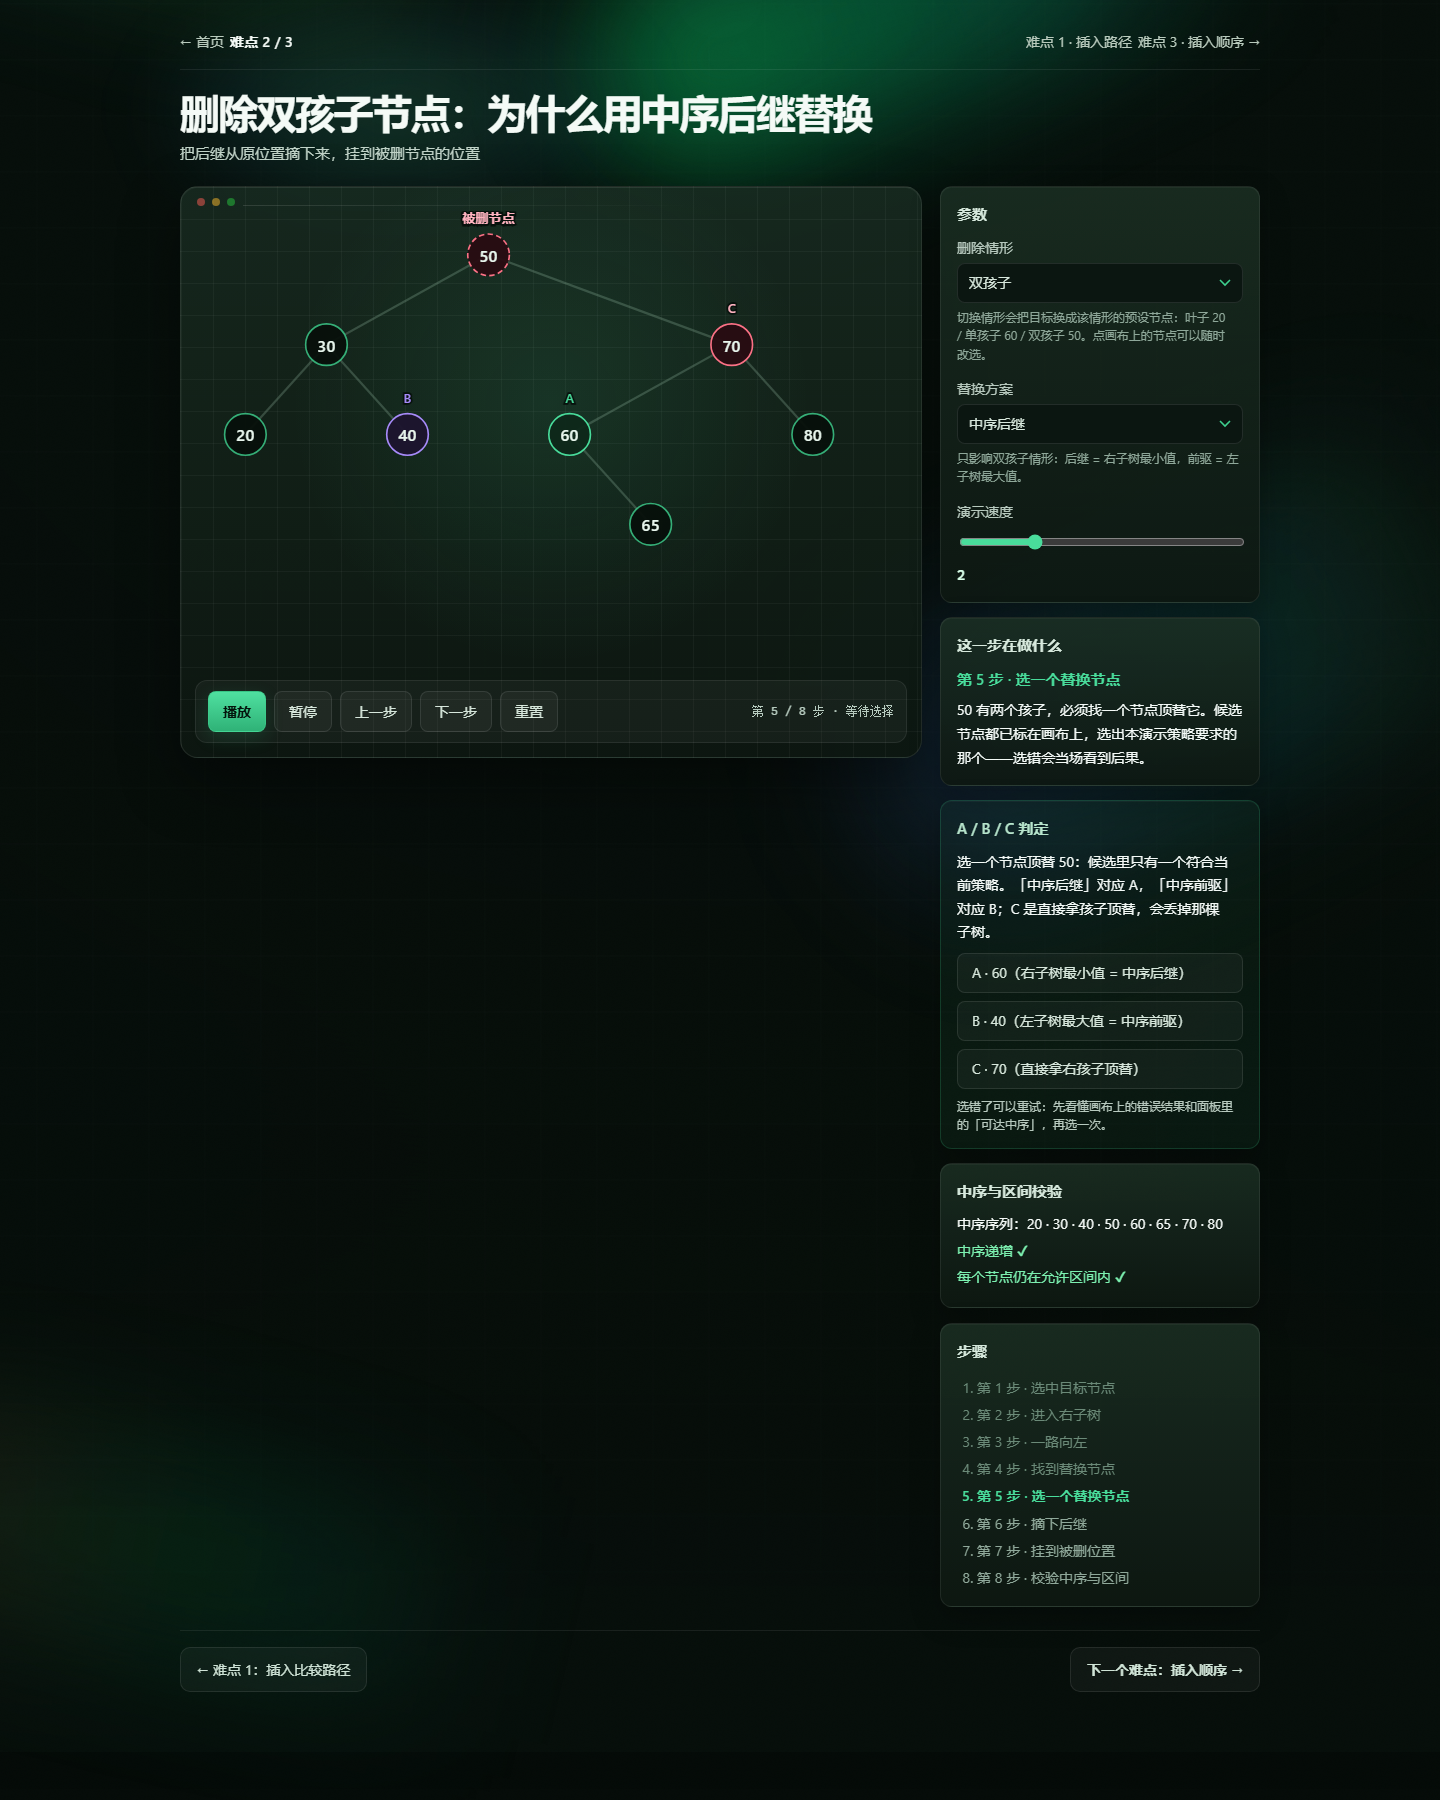 ← 首页 难点 2 / 3
难点 1 · 插入路径 难点 3 · 插入顺序 →
删除双孩子节点：为什么用中序后继替换
把后继从原位置摘下来，挂到被删节点的位置
被删节点
50
C
30
70
B
A
20
40
60
80
65
播放
暂停
上一步
下一步
重置
第 5 / 8 步 · 等待选择
参数
删除情形
双孩子
切换情形会把目标换成该情形的预设节点：叶子 20
/ 单孩子 60 / 双孩子 50。点画布上的节点可以随时
改选。
替换方案
中序后继
只影响双孩子情形：后继 = 右子树最小值，前驱 = 左
子树最大值。
演示速度
2
这一步在做什么
第 5 步 · 选一个替换节点
50 有两个孩子，必须找一个节点顶替它。候选
节点都已标在画布上，选出本演示策略要求的
那个——选错会当场看到后果。
A / B / C 判定
选一个节点顶替 50：候选里只有一个符合当
前策略。「中序后继」对应 A，「中序前驱」
对应 B；C 是直接拿孩子顶替，会丢掉那棵
子树。
A · 60（右子树最小值 = 中序后继）
B · 40（左子树最大值 = 中序前驱）
C · 70（直接拿右孩子顶替）
选错了可以重试：先看懂画布上的错误结果和面板里
的「可达中序」，再选一次。
中序与区间校验
中序序列：20 · 30 · 40 · 50 · 60 · 65 · 70 · 80
中序递增 ✓
每个节点仍在允许区间内 ✓
步骤
1. 第 1 步 · 选中目标节点
2. 第 2 步 · 进入右子树
3. 第 3 步 · 一路向左
4. 第 4 步 · 找到替换节点
5. 第 5 步 · 选一个替换节点
6. 第 6 步 · 摘下后继
7. 第 7 步 · 挂到被删位置
8. 第 8 步 · 校验中序与区间
← 难点 1：插入比较路径
下一个难点：插入顺序 →